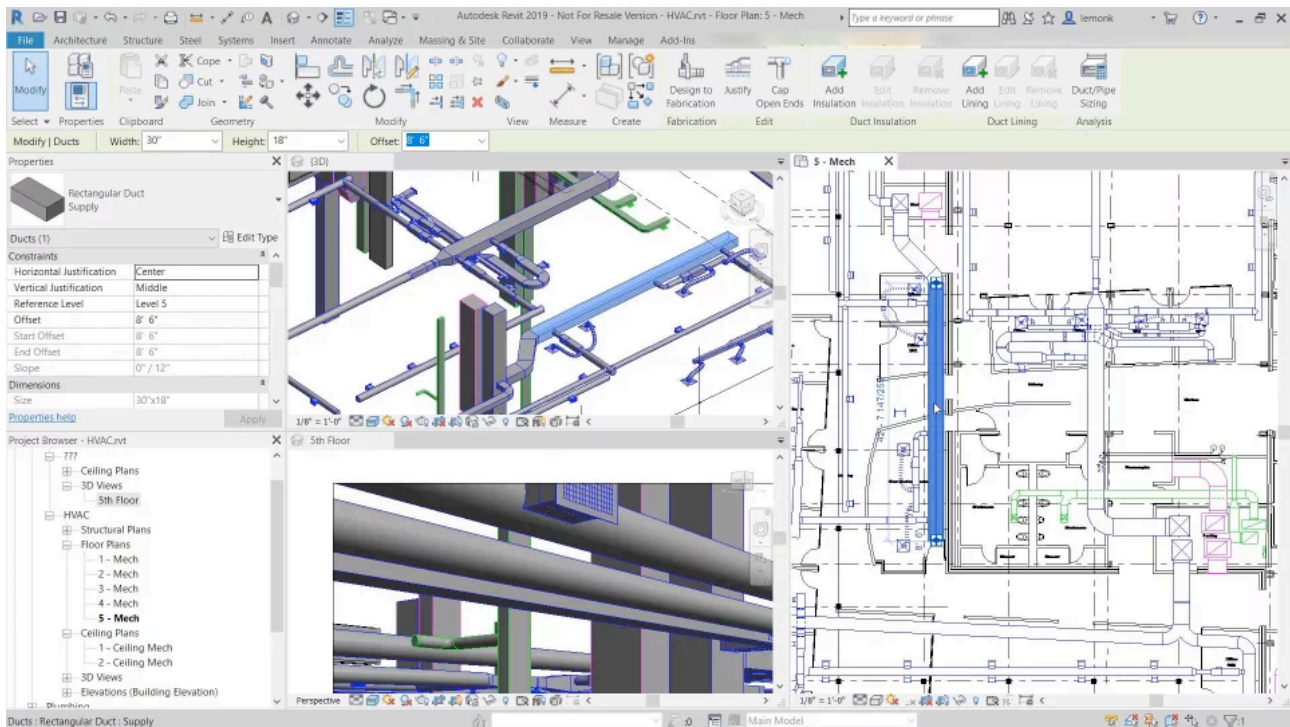 Autodesk Revit 2019 - Not For Resale Version - HVAC.rvt - Floor Plan: 5 - Mech
Type a keyword or phrase
lemonk
File Architecture Structure Steel Systems Insert Annotate Analyze Massing & Site Collaborate View Manage Add-Ins
Modify
Paste
Cope
Cut
Join
Design to Fabrication
Justify
Cap Open Ends
Add Insulation
Edit Insulation
Remove Insulation
Add Lining
Edit Lining
Remove Lining
Duct/Pipe Sizing
Select Properties Clipboard Geometry Modify View Measure Create Fabrication Edit Duct Insulation Duct Lining Analysis
Modify | Ducts Width: 30" Height: 18" Offset: 8' 6"
Properties
Rectangular Duct
Supply
Ducts (1) Edit Type
Constraints
Horizontal Justification Center
Vertical Justification Middle
Reference Level Level 5
Offset 8' 6"
Start Offset 8' 6"
End Offset 8' 6"
Slope 0" / 12"
Dimensions
Size 30"x18"
Properties help Apply
Project Browser - HVAC.rvt
???
Ceiling Plans
3D Views
5th Floor
HVAC
Structural Plans
Floor Plans
1 - Mech
2 - Mech
3 - Mech
4 - Mech
5 - Mech
Ceiling Plans
1 - Ceiling Mech
2 - Ceiling Mech
3D Views
Elevations (Building Elevation)
Plumbing
{3D}
1/8" = 1'-0"
5th Floor
Perspective
5 - Mech
1/8" = 1'-0"
Ducts : Rectangular Duct : Supply
:0
Main Model
:1